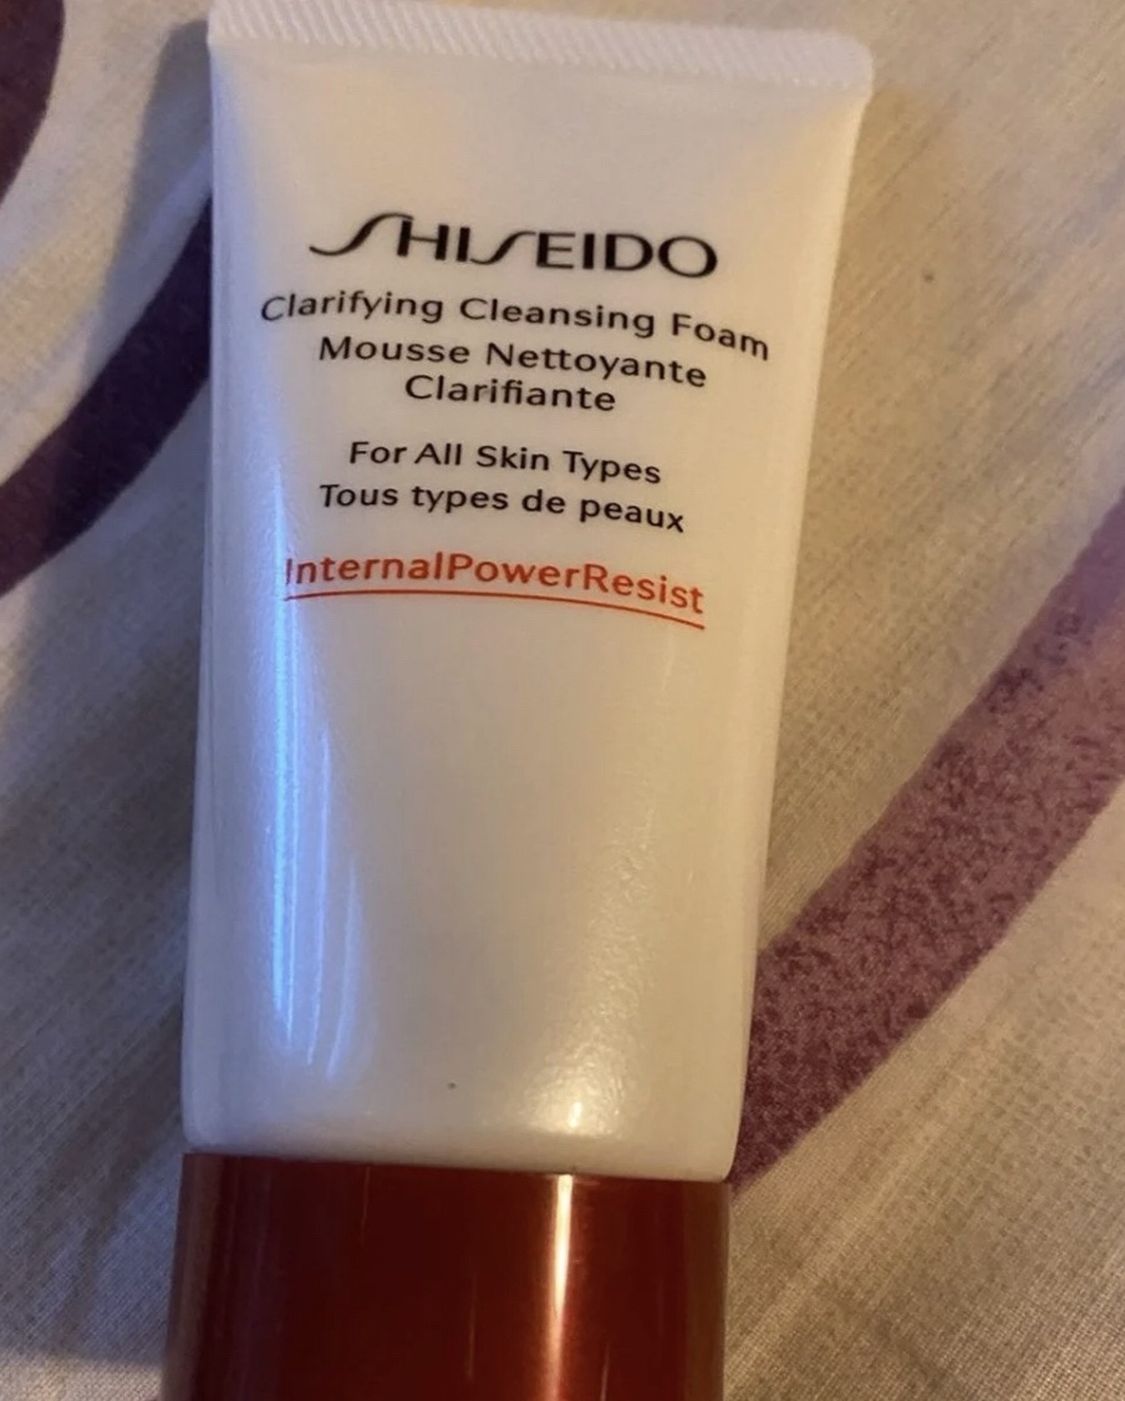 SHISEIDO
Clarifying Cleansing Foam
Mousse Nettoyante
Clarifiante
For All Skin Types
Tous types de peaux
InternalPowerResist